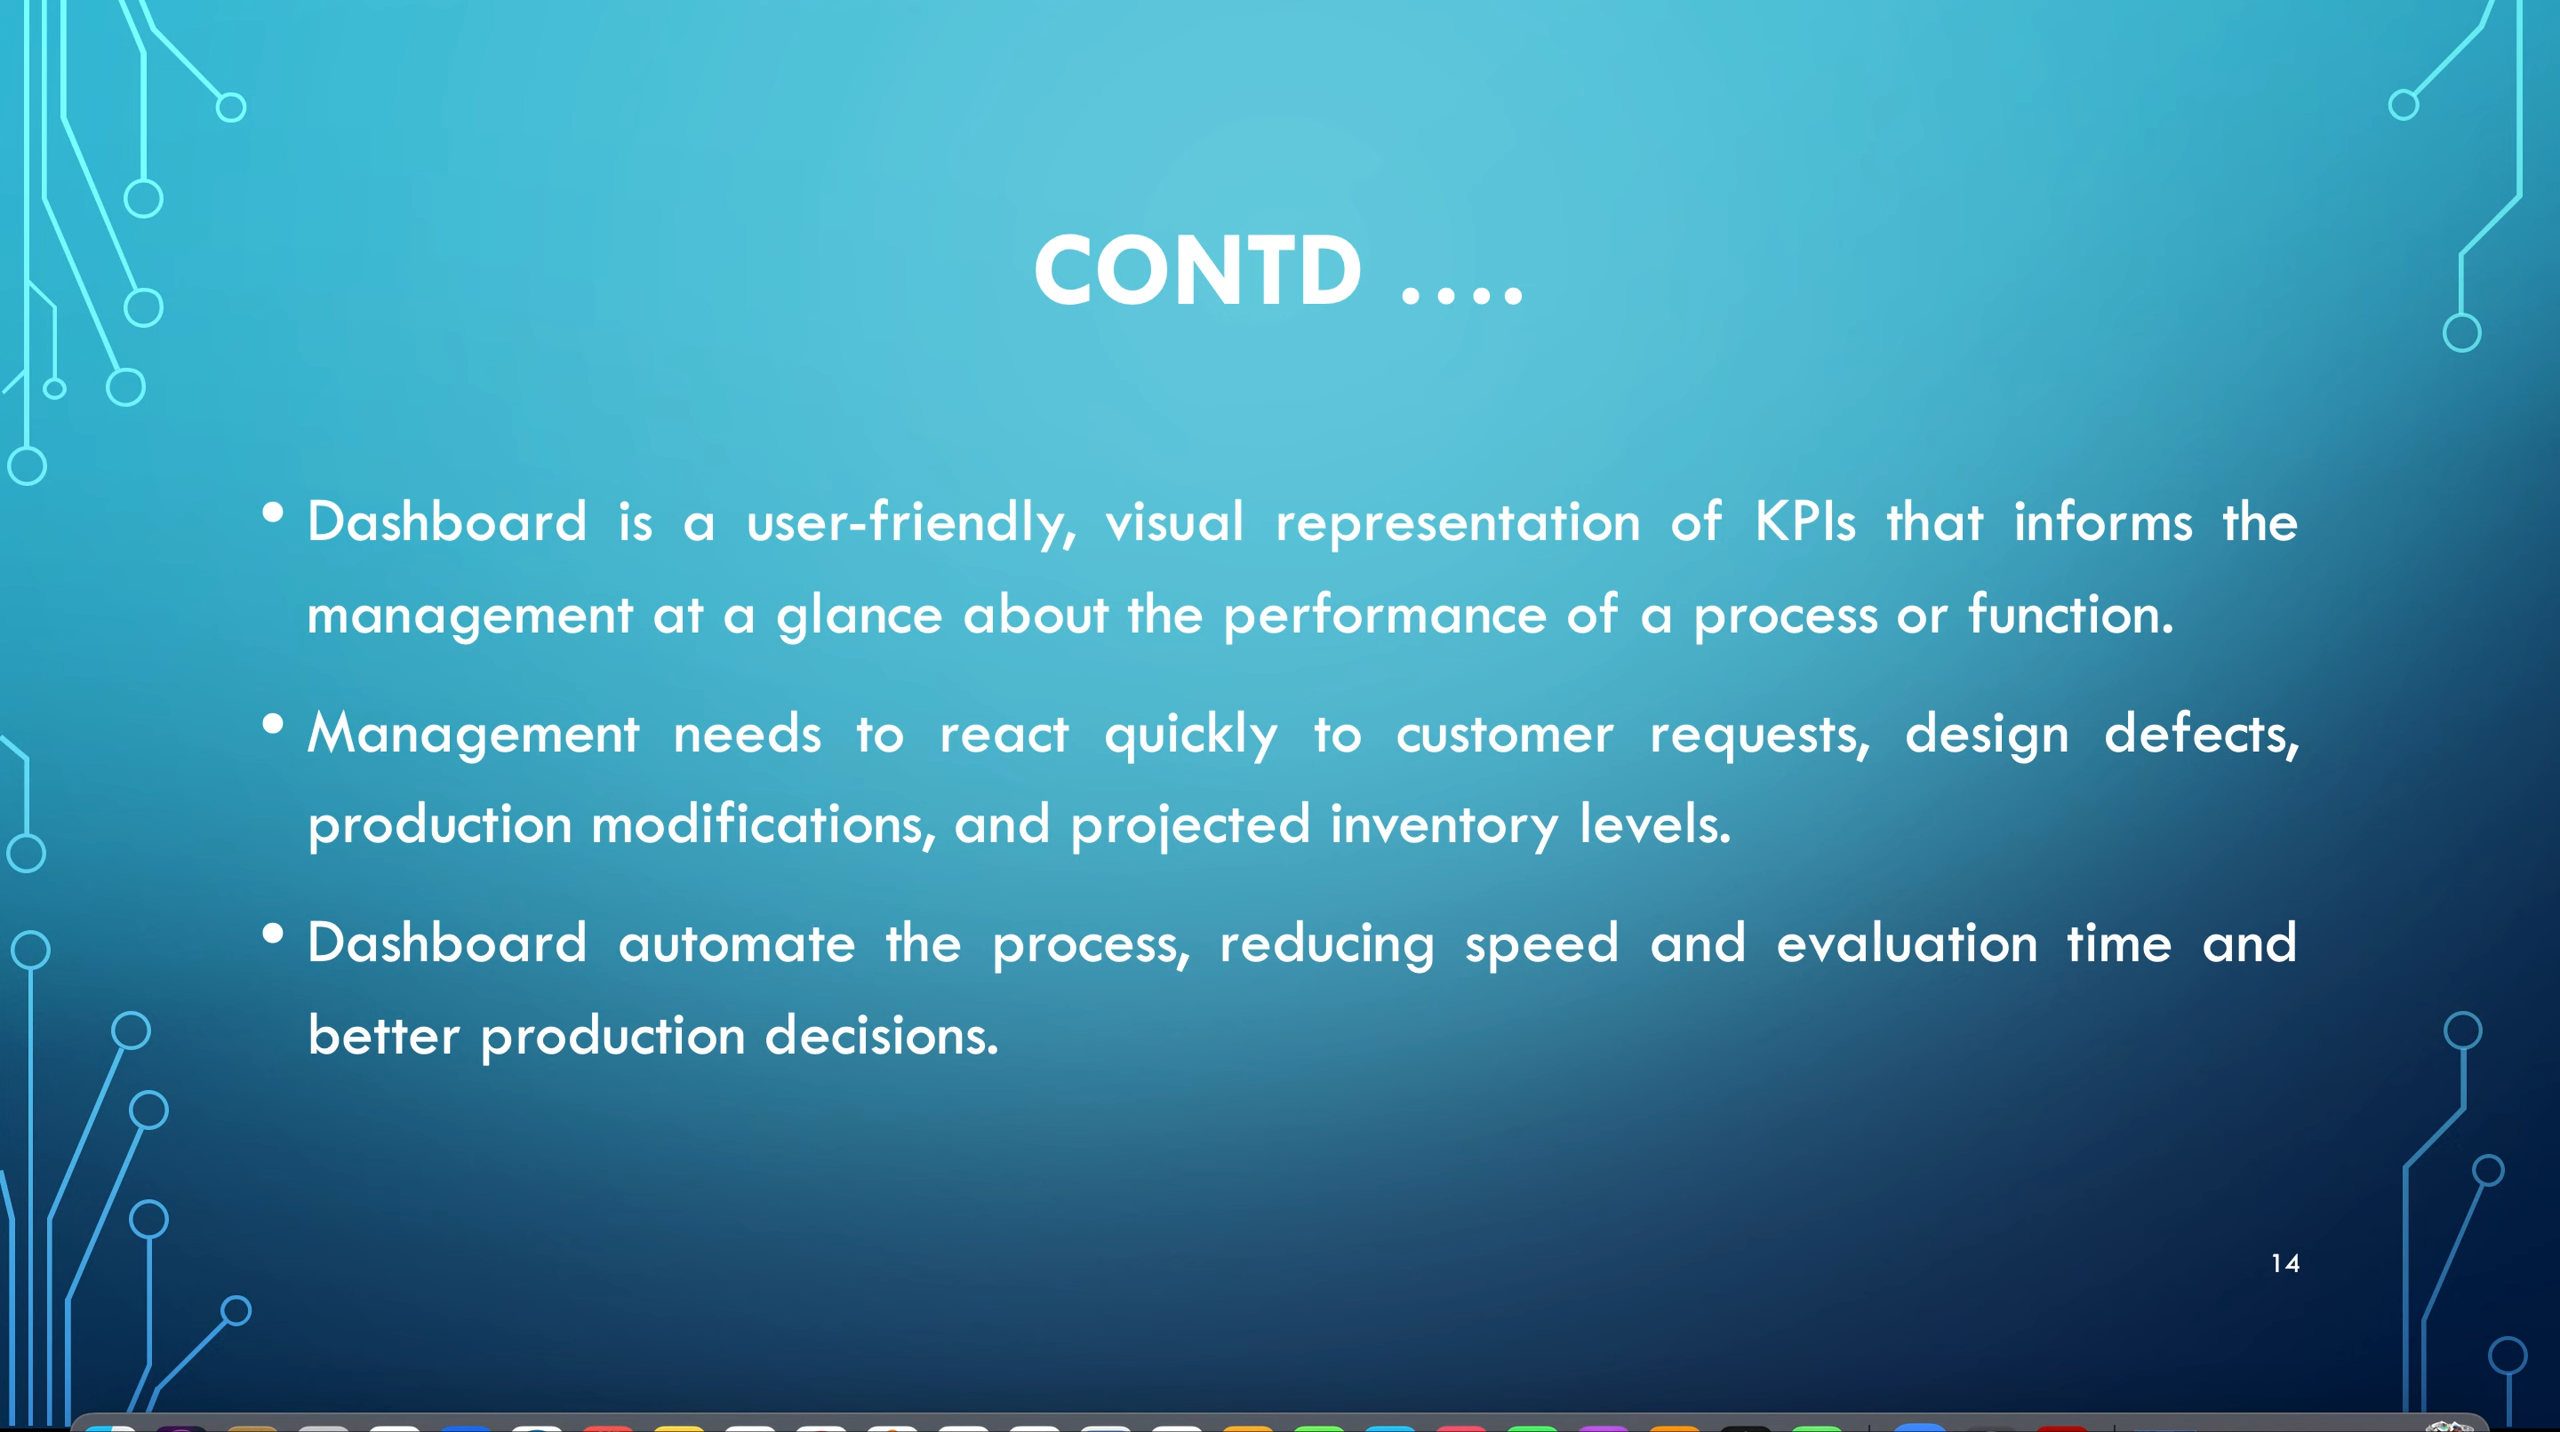 CONTD ....
• Dashboard is a user-friendly, visual representation of KPIs that informs the
management at a glance about the performance of a process or function.
• Management needs to react quickly to customer requests, design defects,
production modifications, and projected inventory levels.
• Dashboard automate the process, reducing speed and evaluation time and
better production decisions.
14